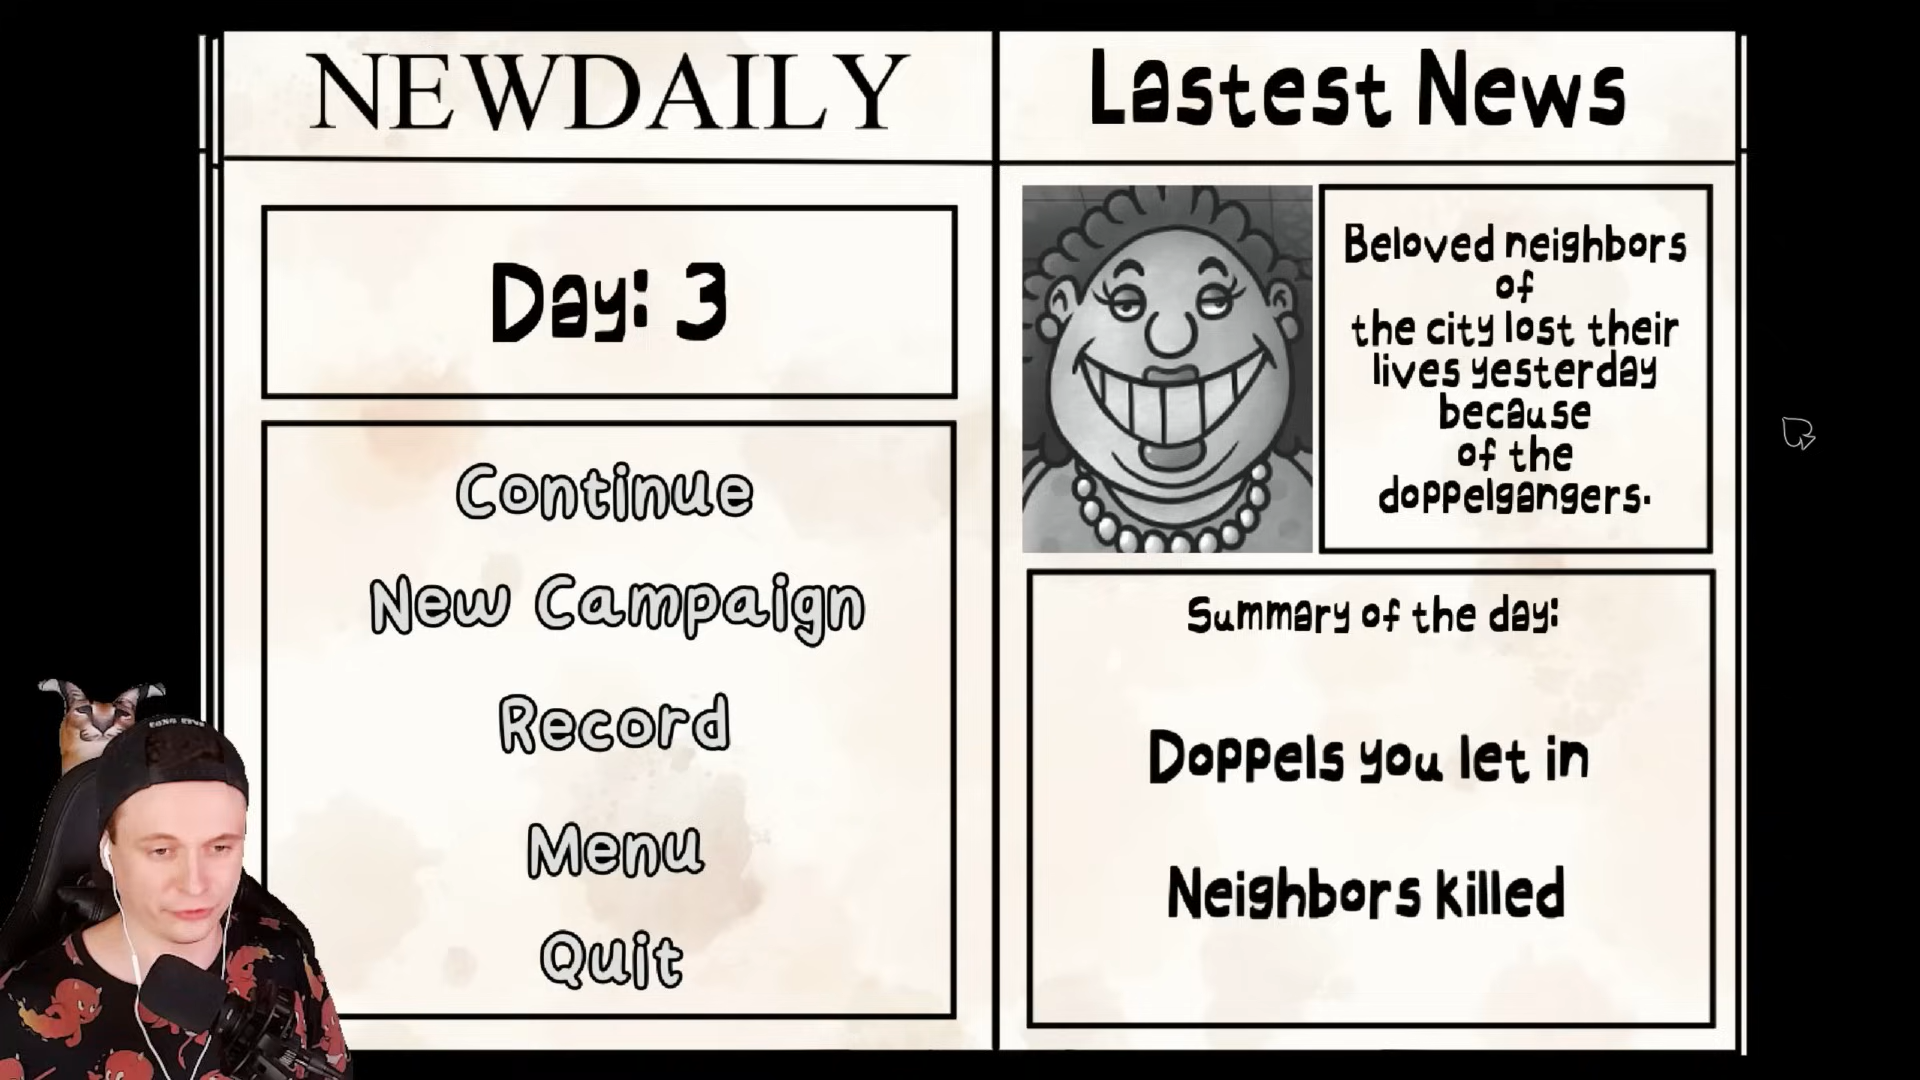 NEWDAILY
Day: 3
Continue
New Campaign
Record
Menu
Quit
Lastest News
Beloved neighbors
of
the city lost their
lives yesterday
because
of the
doppelgangers.
Summary of the day:
Doppels you let in
Neighbors killed